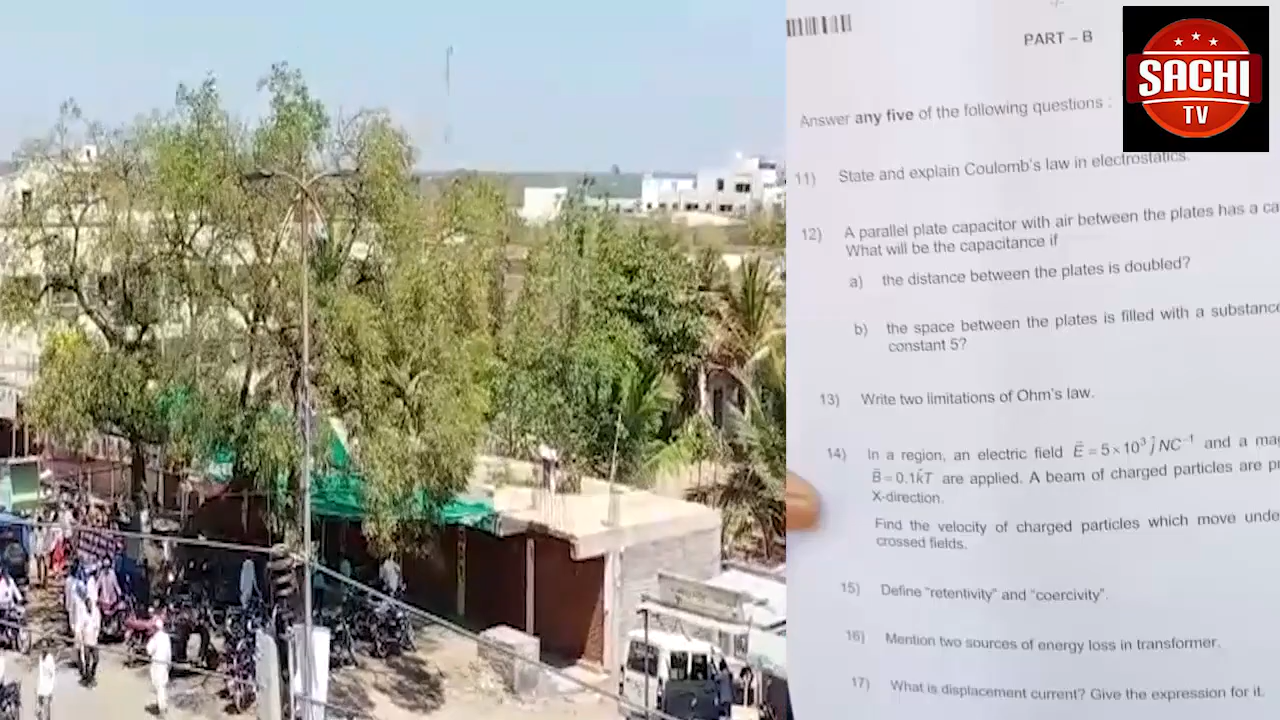 SACHI
TV
PART – B
Answer any five of the following questions :
11) State and explain Coulomb's law in electrostatics.
12) A parallel plate capacitor with air between the plates has a
What will be the capacitance if
a) the distance between the plates is doubled?
b) the space between the plates is filled with a substance
constant 5?
13) Write two limitations of Ohm's law.
14) In a region, an electric field E⃗ = 5 × 10³ ĵ NC⁻¹ and a
B⃗ = 0.1k̂T are applied. A beam of charged particles are
X-direction.
Find the velocity of charged particles which move
crossed fields.
15) Define "retentivity" and "coercivity".
16) Mention two sources of energy loss in transformer.
17) What is displacement current? Give the expression for it.